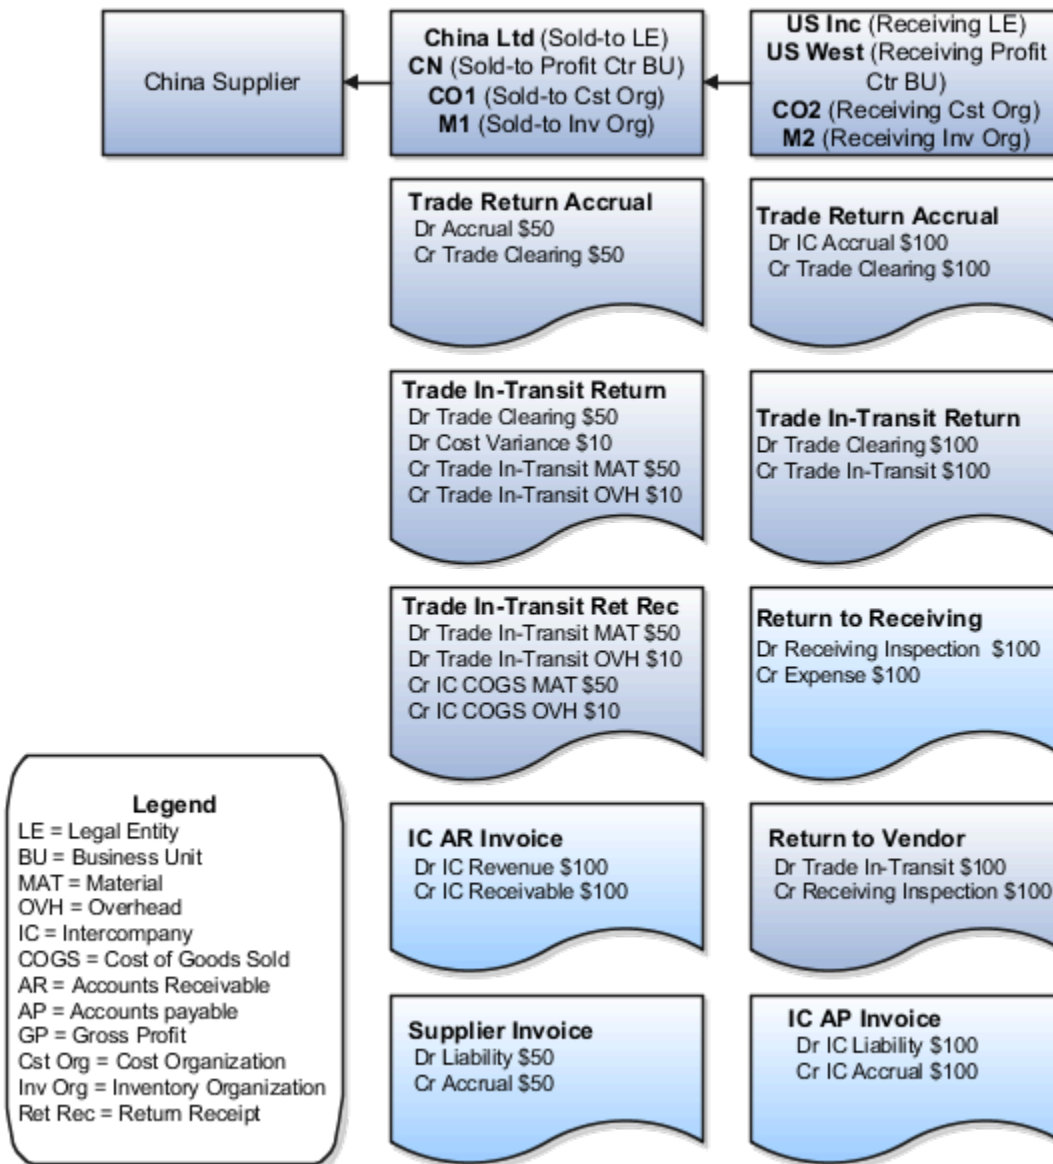 China Supplier
China Ltd (Sold-to LE)
CN (Sold-to Profit Ctr BU)
CO1 (Sold-to Cst Org)
M1 (Sold-to Inv Org)
US Inc (Receiving LE)
US West (Receiving Profit
Ctr BU)
CO2 (Receiving Cst Org)
M2 (Receiving Inv Org)
Trade Return Accrual
Dr Accrual $50
Cr Trade Clearing $50
Trade Return Accrual
Dr IC Accrual $100
Cr Trade Clearing $100
Trade In-Transit Return
Dr Trade Clearing $50
Dr Cost Variance $10
Cr Trade In-Transit MAT $50
Cr Trade In-Transit OVH $10
Trade In-Transit Return
Dr Trade Clearing $100
Cr Trade In-Transit $100
Trade In-Transit Ret Rec
Dr Trade In-Transit MAT $50
Dr Trade In-Transit OVH $10
Cr IC COGS MAT $50
Cr IC COGS OVH $10
Return to Receiving
Dr Receiving Inspection $100
Cr Expense $100
IC AR Invoice
Dr IC Revenue $100
Cr IC Receivable $100
Return to Vendor
Dr Trade In-Transit $100
Cr Receiving Inspection $100
Supplier Invoice
Dr Liability $50
Cr Accrual $50
IC AP Invoice
Dr IC Liability $100
Cr IC Accrual $100
Legend
LE = Legal Entity
BU = Business Unit
MAT = Material
OVH = Overhead
IC = Intercompany
COGS = Cost of Goods Sold
AR = Accounts Receivable
AP = Accounts payable
GP = Gross Profit
Cst Org = Cost Organization
Inv Org = Inventory Organization
Ret Rec = Return Receipt